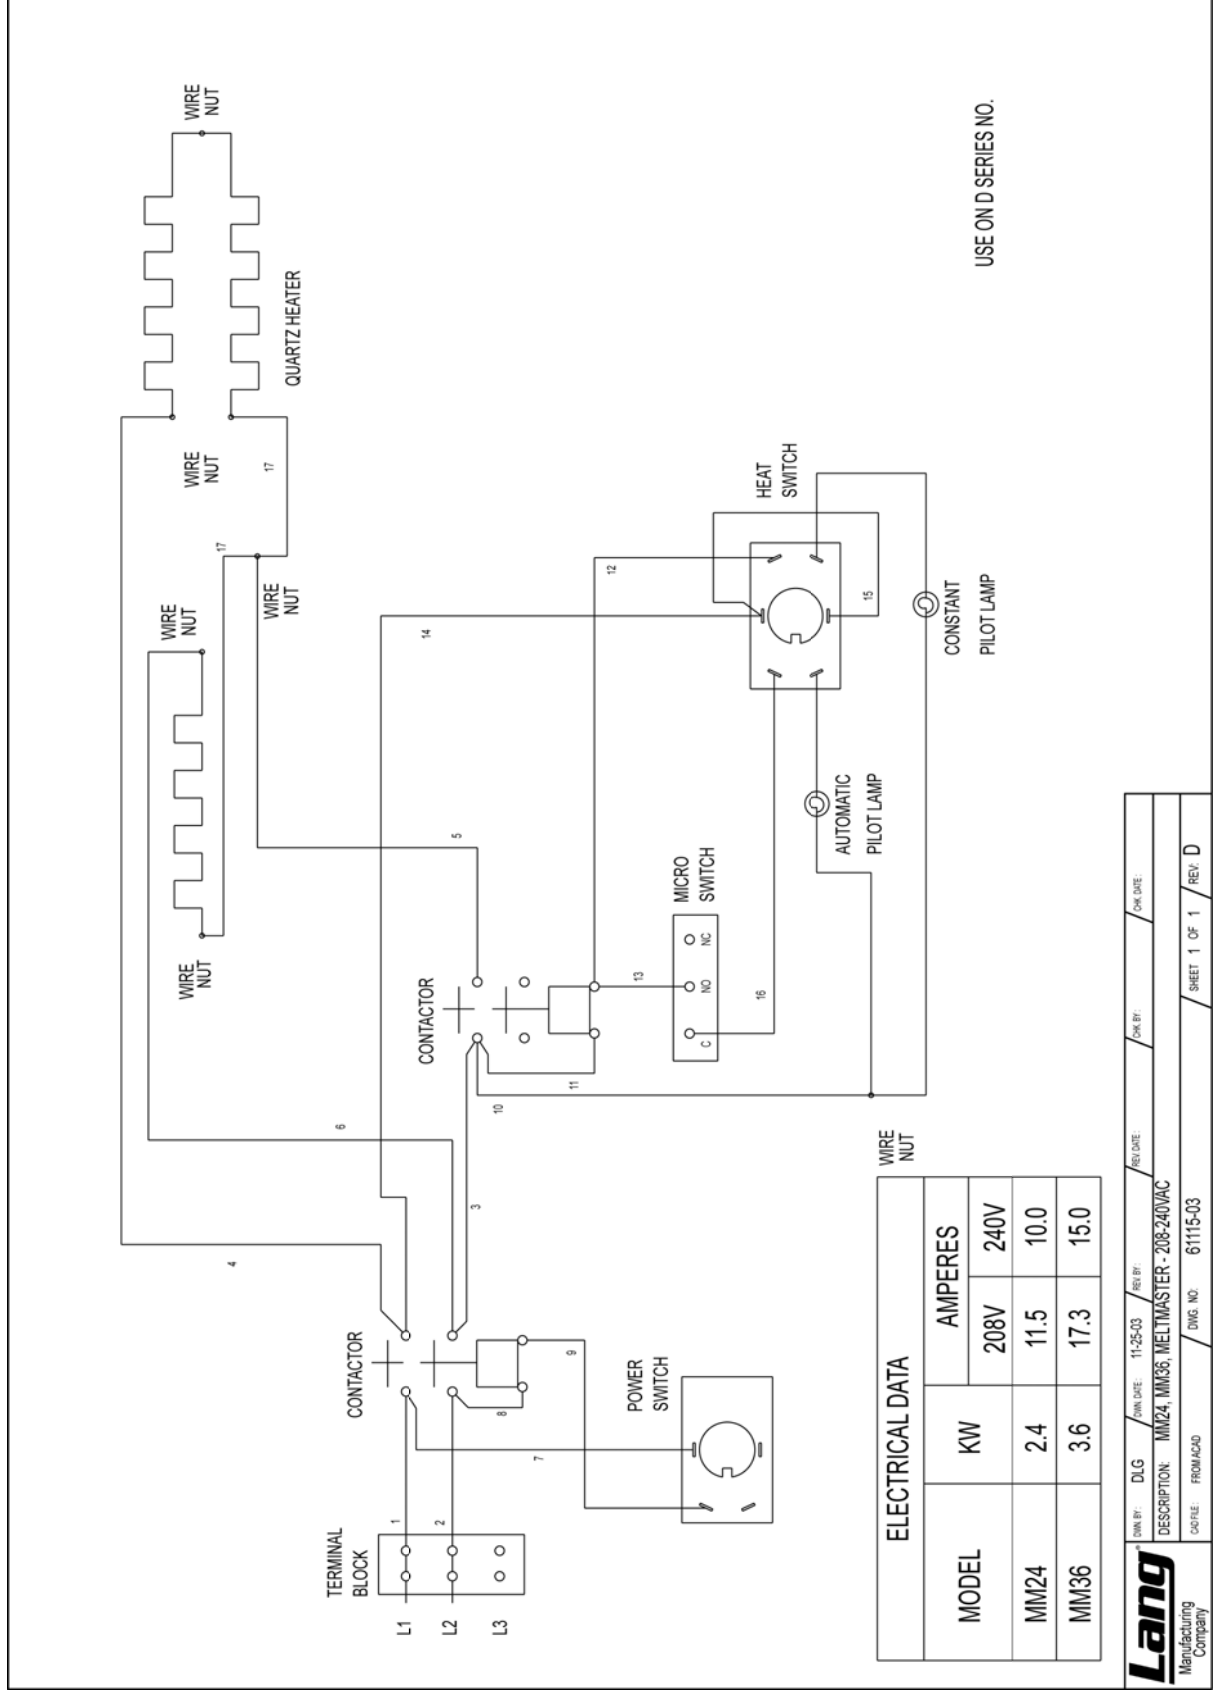 WIRE
NUT
QUARTZ HEATER
WIRE
NUT
17
17
WIRE
NUT
WIRE
NUT
WIRE
NUT
4
6
14
5
12
3
10
11
13
16
15
CONTACTOR
CONTACTOR
MICRO
SWITCH
C
NO
NC
HEAT
SWITCH
AUTOMATIC
PILOT LAMP
CONSTANT
PILOT LAMP
USE ON D SERIES NO.
TERMINAL
BLOCK
L1
L2
L3
1
2
7
8
9
POWER
SWITCH
WIRE
NUT
ELECTRICAL DATA
MODEL KW AMPERES
208V 240V
MM24 2.4 11.5 10.0
MM36 3.6 17.3 15.0
Lang®
Manufacturing
Company
DWN. BY: DLG DWN. DATE: 11-25-03 REV. BY: REV. DATE: CHK. BY: CHK. DATE:
DESCRIPTION: MM24, MM36, MELTMASTER - 208-240VAC
CAD FILE: FROM ACAD DWG. NO: 61115-03 SHEET 1 OF 1 REV: D